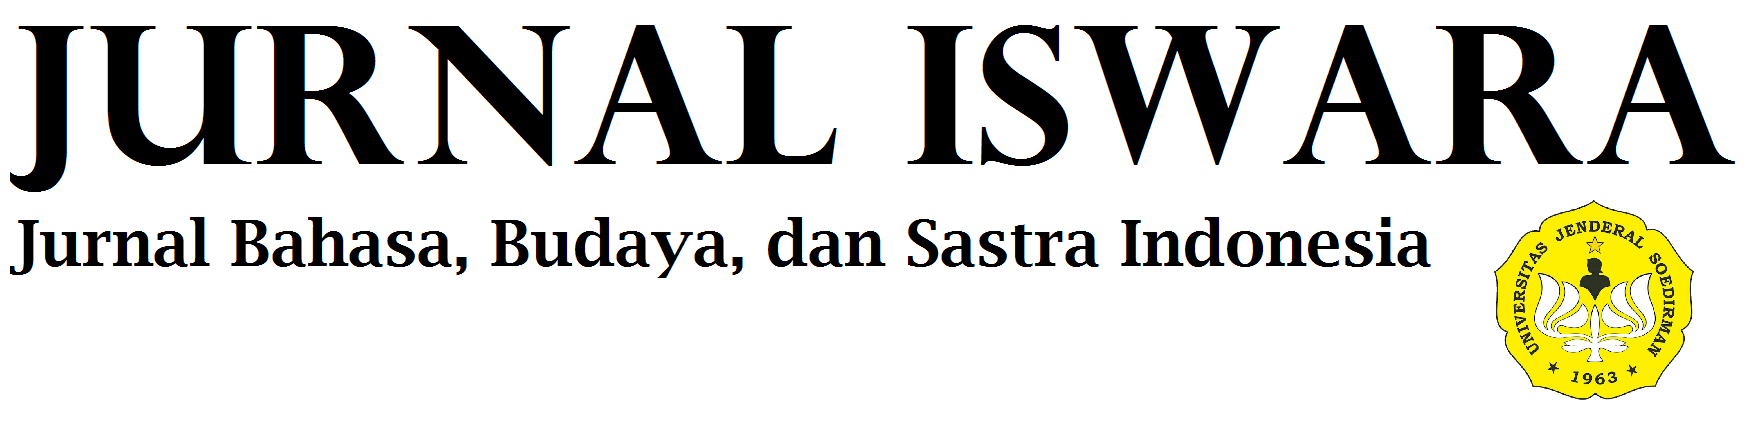 JURNAL ISWARA
Jurnal Bahasa, Budaya, dan Sastra Indonesia
UNIVERSITAS JENDERAL SOEDIRMAN
1963